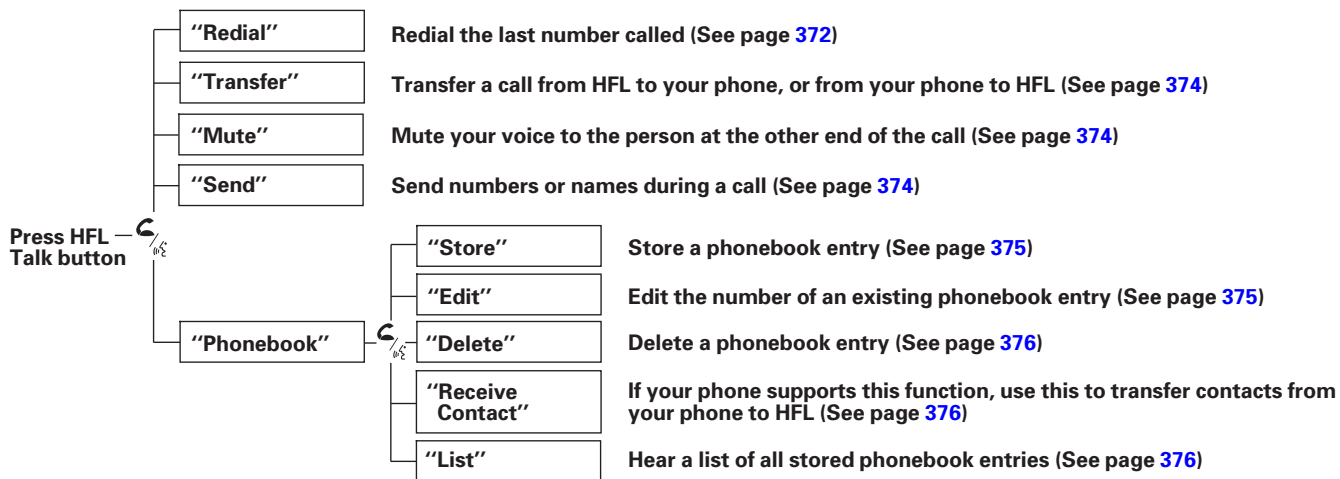 “Redial” Redial the last number called (See page 372)
“Transfer” Transfer a call from HFL to your phone, or from your phone to HFL (See page 374)
“Mute” Mute your voice to the person at the other end of the call (See page 374)
“Send” Send numbers or names during a call (See page 374)
Press HFL
Talk button
“Phonebook”
“Store” Store a phonebook entry (See page 375)
“Edit” Edit the number of an existing phonebook entry (See page 375)
“Delete” Delete a phonebook entry (See page 376)
“Receive
Contact”
If your phone supports this function, use this to transfer contacts from
your phone to HFL (See page 376)
“List” Hear a list of all stored phonebook entries (See page 376)